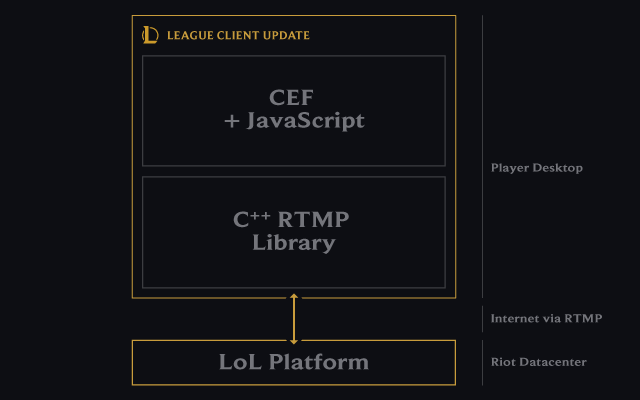 LEAGUE CLIENT UPDATE
CEF
+ JavaScript
C++ RTMP
Library
Player Desktop
Internet via RTMP
LoL Platform
Riot Datacenter